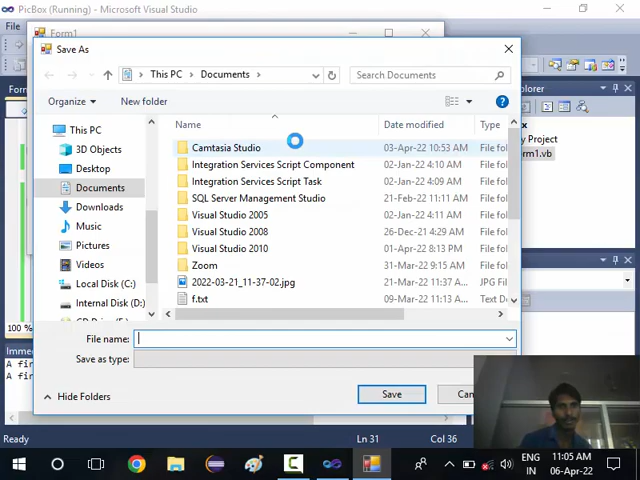 PicBox (Running) - Microsoft Visual Studio
File
Form1
Save As
This PC
Documents
Search Documents
Organize
New folder
Name
Date modified
Type
This PC
3D Objects
Desktop
Documents
Downloads
Music
Pictures
Videos
Local Disk (C:)
Internal Drive (D:)
Camtasia Studio 03-Apr-22 10:53 AM File fol
Integration Services Script Component 02-Jan-22 4:10 AM File fol
Integration Services Script Task 02-Jan-22 4:09 AM File fol
SQL Server Management Studio 21-Feb-22 11:11 AM File fol
Visual Studio 2005 02-Jan-22 4:11 AM File fol
Visual Studio 2008 26-Dec-21 4:29 AM File fol
Visual Studio 2010 01-Apr-22 8:13 PM File fol
Zoom 31-Mar-22 9:15 AM File fol
2022-03-21_11-37-02.jpg 21-Mar-22 11:37 AM JPG File
f.txt 09-Mar-22 11:13 AM Text D
File name:
Save as type:
Hide Folders
Save
Can
For
100 %
Immed
A fir
A fir
x
y Project
orm1.vb
Ready
Ln 31
Col 36
ENG
IN
11:05 AM
06-Apr-22